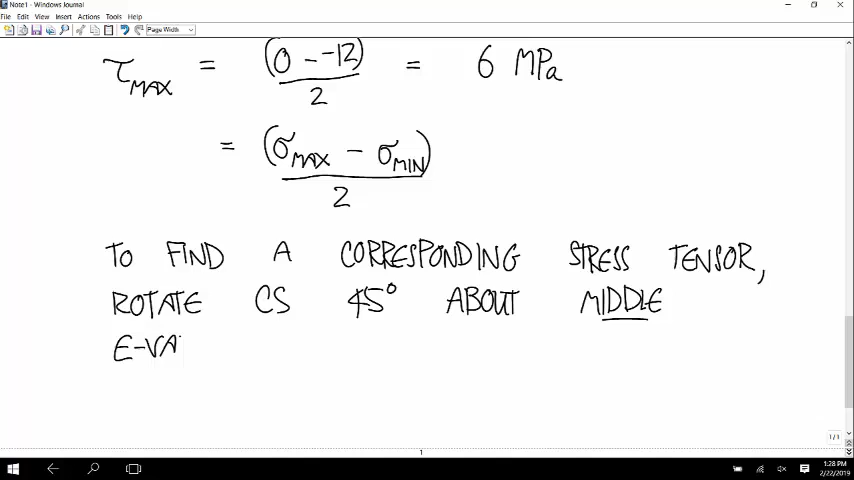 Note1 - Windows Journal
File Edit View Insert Actions Tools Help
Page Width
τMAX = (0 - -12) / 2 = 6 MPa
= (σMAX - σMIN) / 2
TO FIND A CORRESPONDING STRESS TENSOR,
ROTATE CS 45° ABOUT MIDDLE
E-VA
1/1
1
1:28 PM
2/22/2019